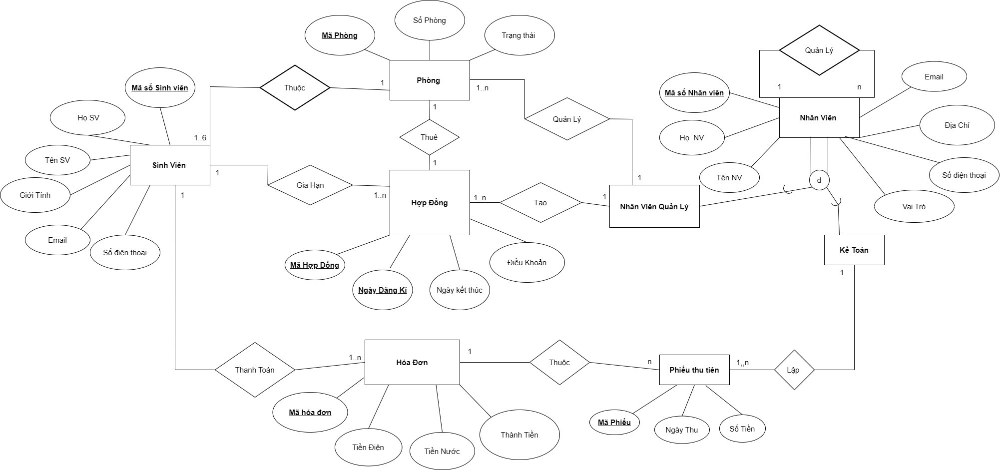 Số Phòng
Mã Phòng
Trạng thái
Quản Lý
Email
Phòng
1
Thuộc
1..n
1
n
Mã số Sinh viên
Mã số Nhân viên
Họ SV
1
Quản Lý
Nhân Viên
Địa Chỉ
1..6
Thuê
Họ  NV
Tên SV
Sinh Viên
1
1
1
Tên NV
d
Số điện thoại
Giới Tính
1
Gia Hạn
1..n
Hợp Đồng
1..n
Tạo
1
Nhân Viên Quản Lý
Vai Trò
Email
Số điện thoại
Mã Hợp Đồng
Điều Khoản
Kế Toán
1
Ngày Đăng Kí
Ngày kết thúc
1..n
1
n
Thanh Toán
Hóa Đơn
Thuộc
Phiếu thu tiên
1,,n
Lập
Mã hóa đơn
Mã Phiếu
Ngày Thu
Số Tiền
Thành Tiền
Tiền Điện
Tiền Nước